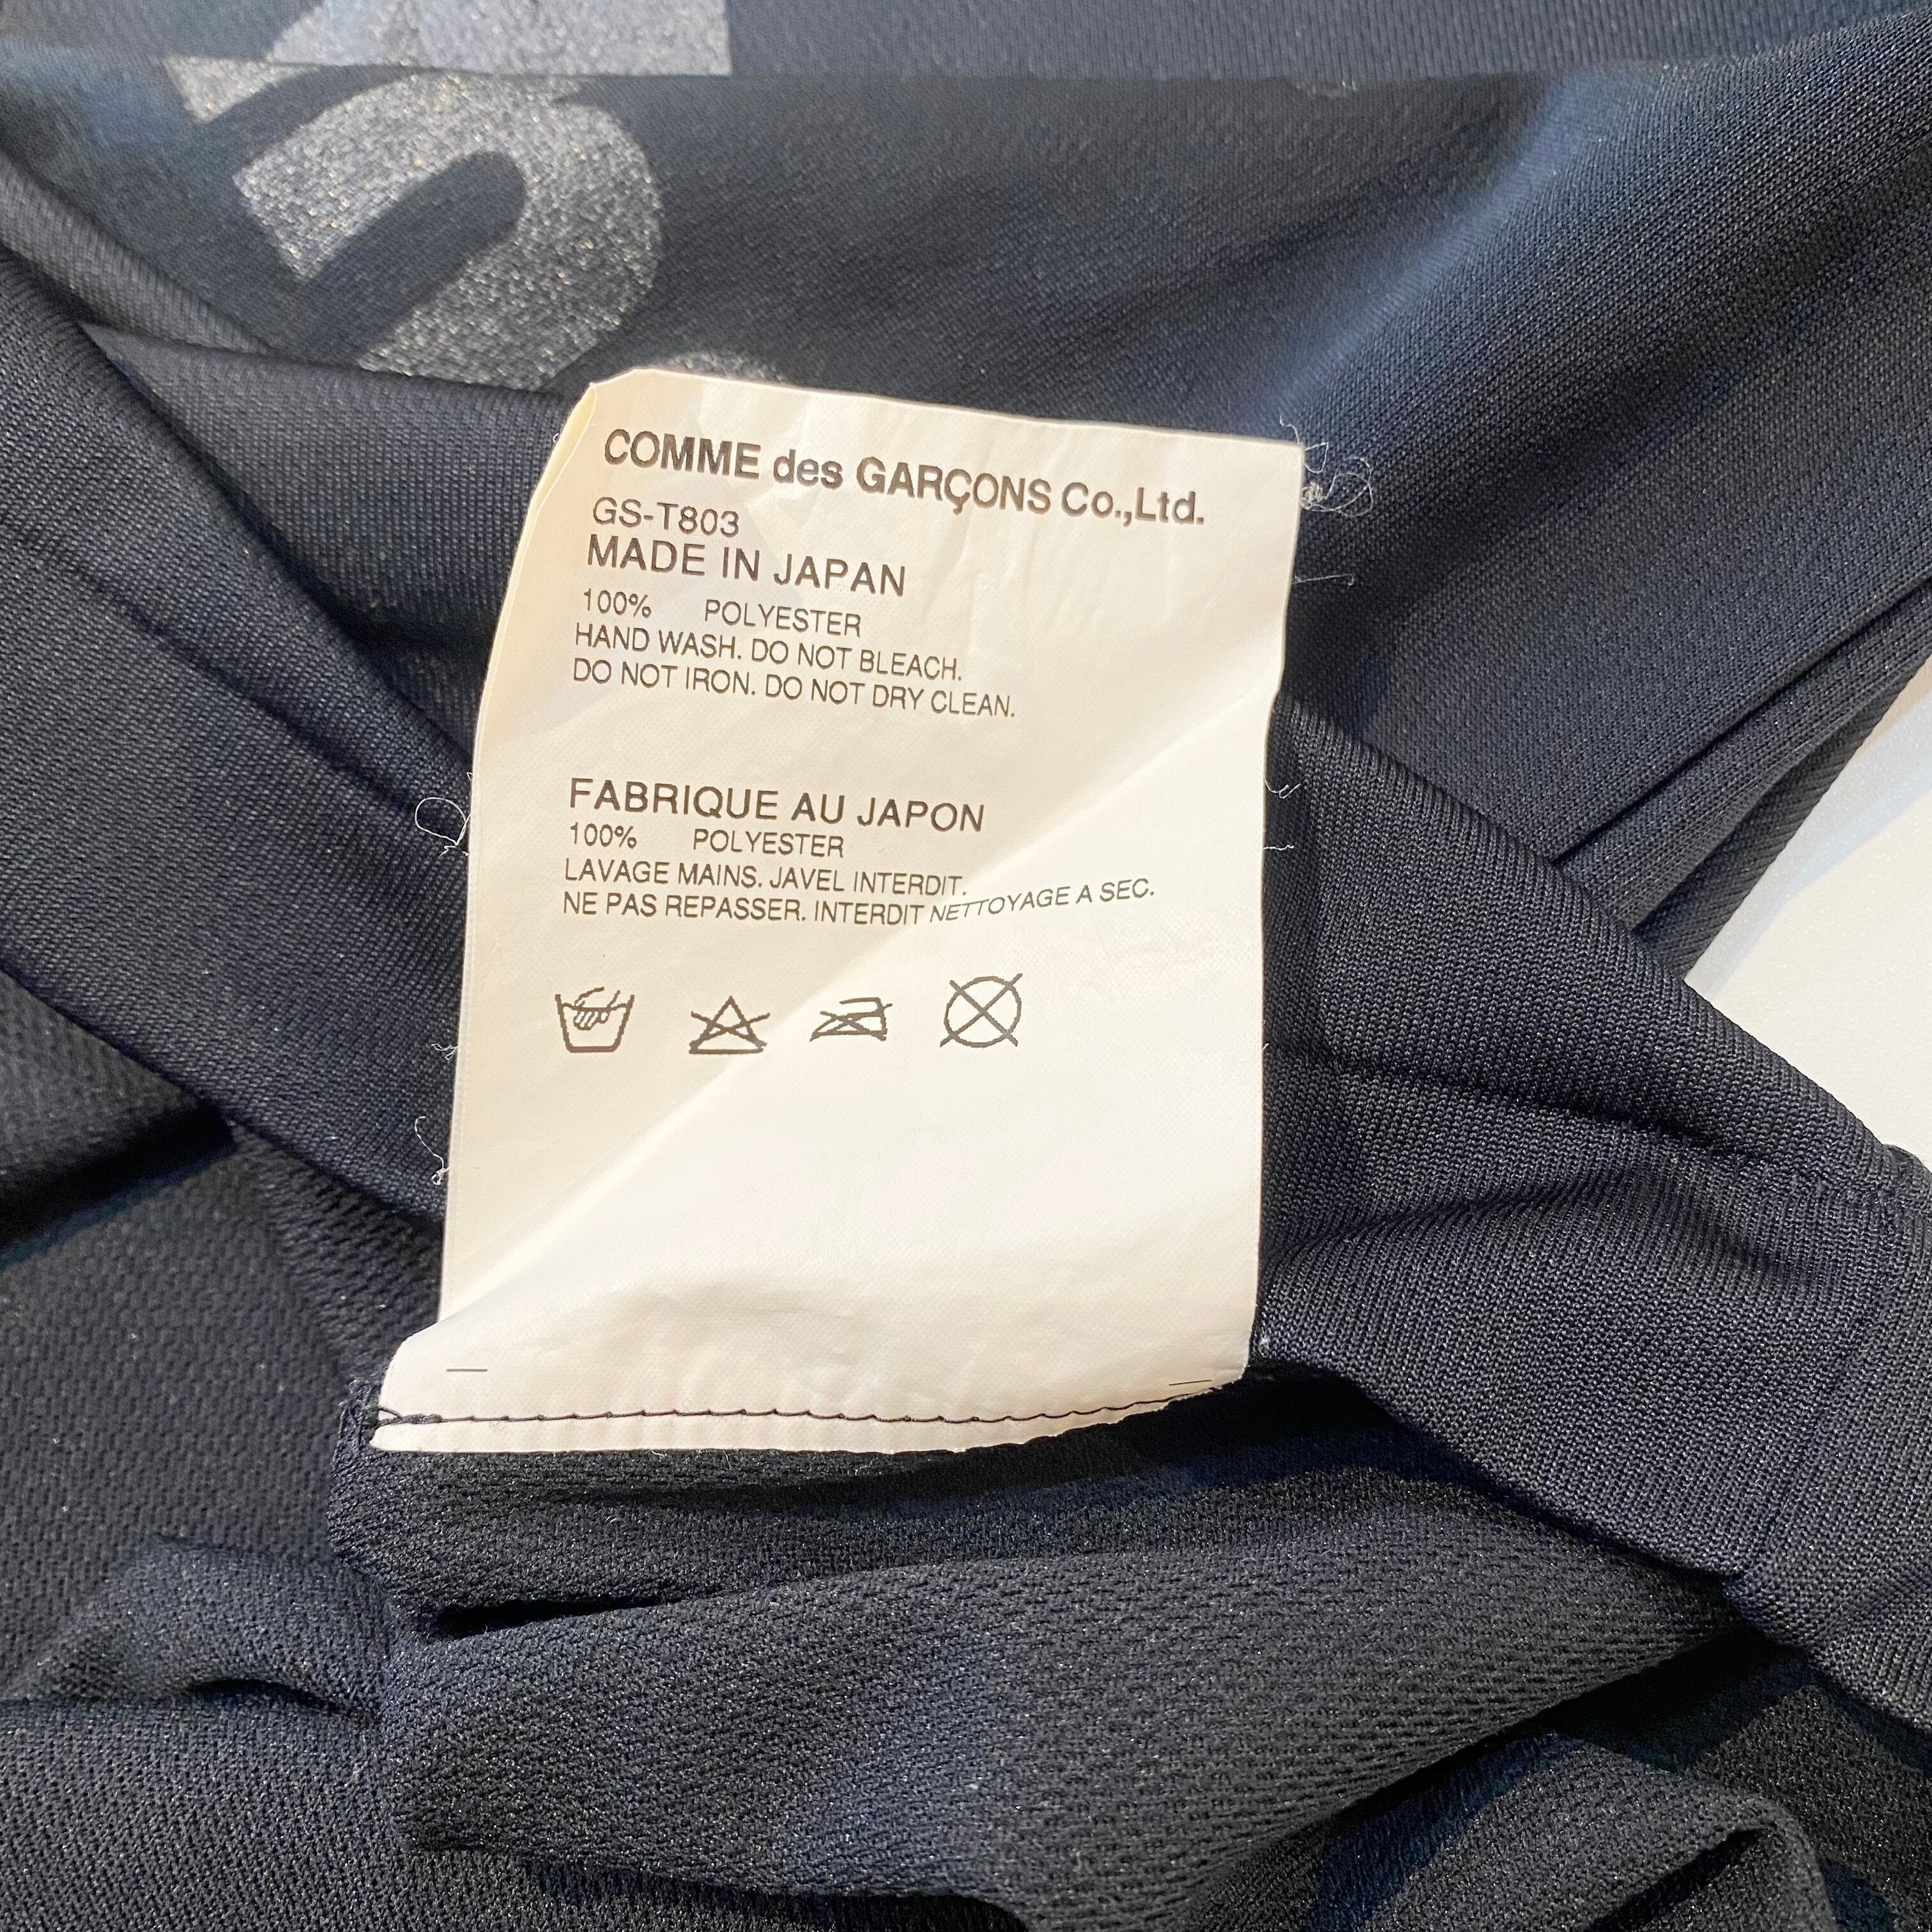 COMME des GARÇONS Co.,Ltd.
GS-T803
MADE IN JAPAN
100% POLYESTER
HAND WASH. DO NOT BLEACH.
DO NOT IRON. DO NOT DRY CLEAN.
FABRIQUE AU JAPON
100% POLYESTER
LAVAGE MAINS. JAVEL INTERDIT.
NE PAS REPASSER. INTERDIT NETTOYAGE A SEC.